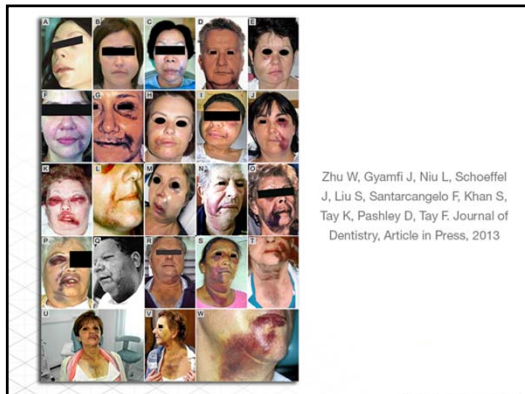 A B C D E
F G H I J
K L M N O
P Q R S T
U V W
Zhu W, Gyamfi J, Niu L, Schoeffel
J, Liu S, Santarcangelo F, Khan S,
Tay K, Pashley D, Tay F. Journal of
Dentistry, Article in Press, 2013